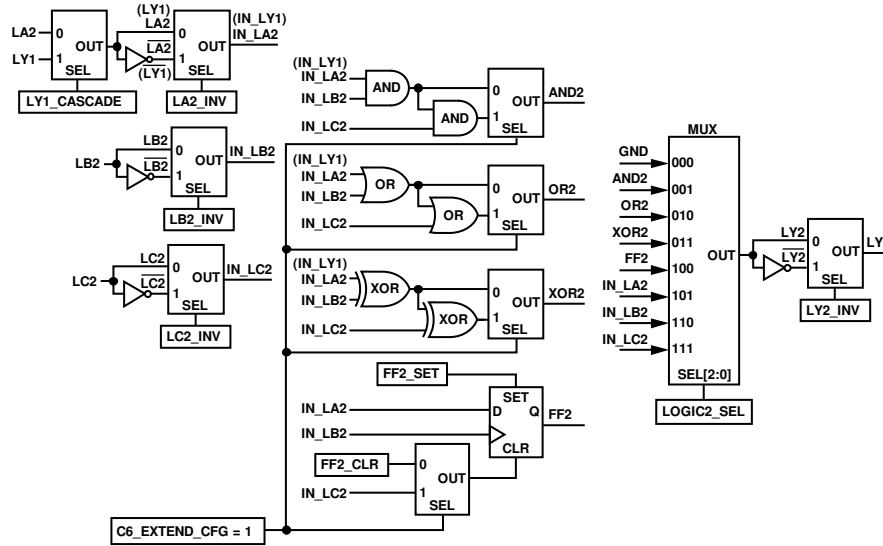 (LY1)
LA2
LA2
0
OUT
LY1
1
SEL
LA2
(LY1)
0
OUT
1
SEL
(IN_LY1)
IN_LA2
LY1_CASCADE
LA2_INV
LB2
LB2
LB2
0
OUT
1
SEL
IN_LB2
LB2_INV
LC2
LC2
LC2
0
OUT
1
SEL
IN_LC2
LC2_INV
(IN_LY1)
IN_LA2
IN_LB2
AND
IN_LC2
AND
0
OUT
1
SEL
AND2
(IN_LY1)
IN_LA2
IN_LB2
OR
IN_LC2
OR
0
OUT
1
SEL
OR2
(IN_LY1)
IN_LA2
IN_LB2
XOR
IN_LC2
XOR
0
OUT
1
SEL
XOR2
FF2_SET
IN_LA2
IN_LB2
SET
D
Q
CLR
FF2
FF2_CLR
IN_LC2
0
OUT
1
SEL
C6_EXTEND_CFG = 1
MUX
GND
000
AND2
001
OR2
010
XOR2
011
FF2
100
IN_LA2
101
IN_LB2
110
IN_LC2
111
OUT
SEL[2:0]
LOGIC2_SEL
LY2
LY2
0
OUT
1
SEL
LY
LY2_INV